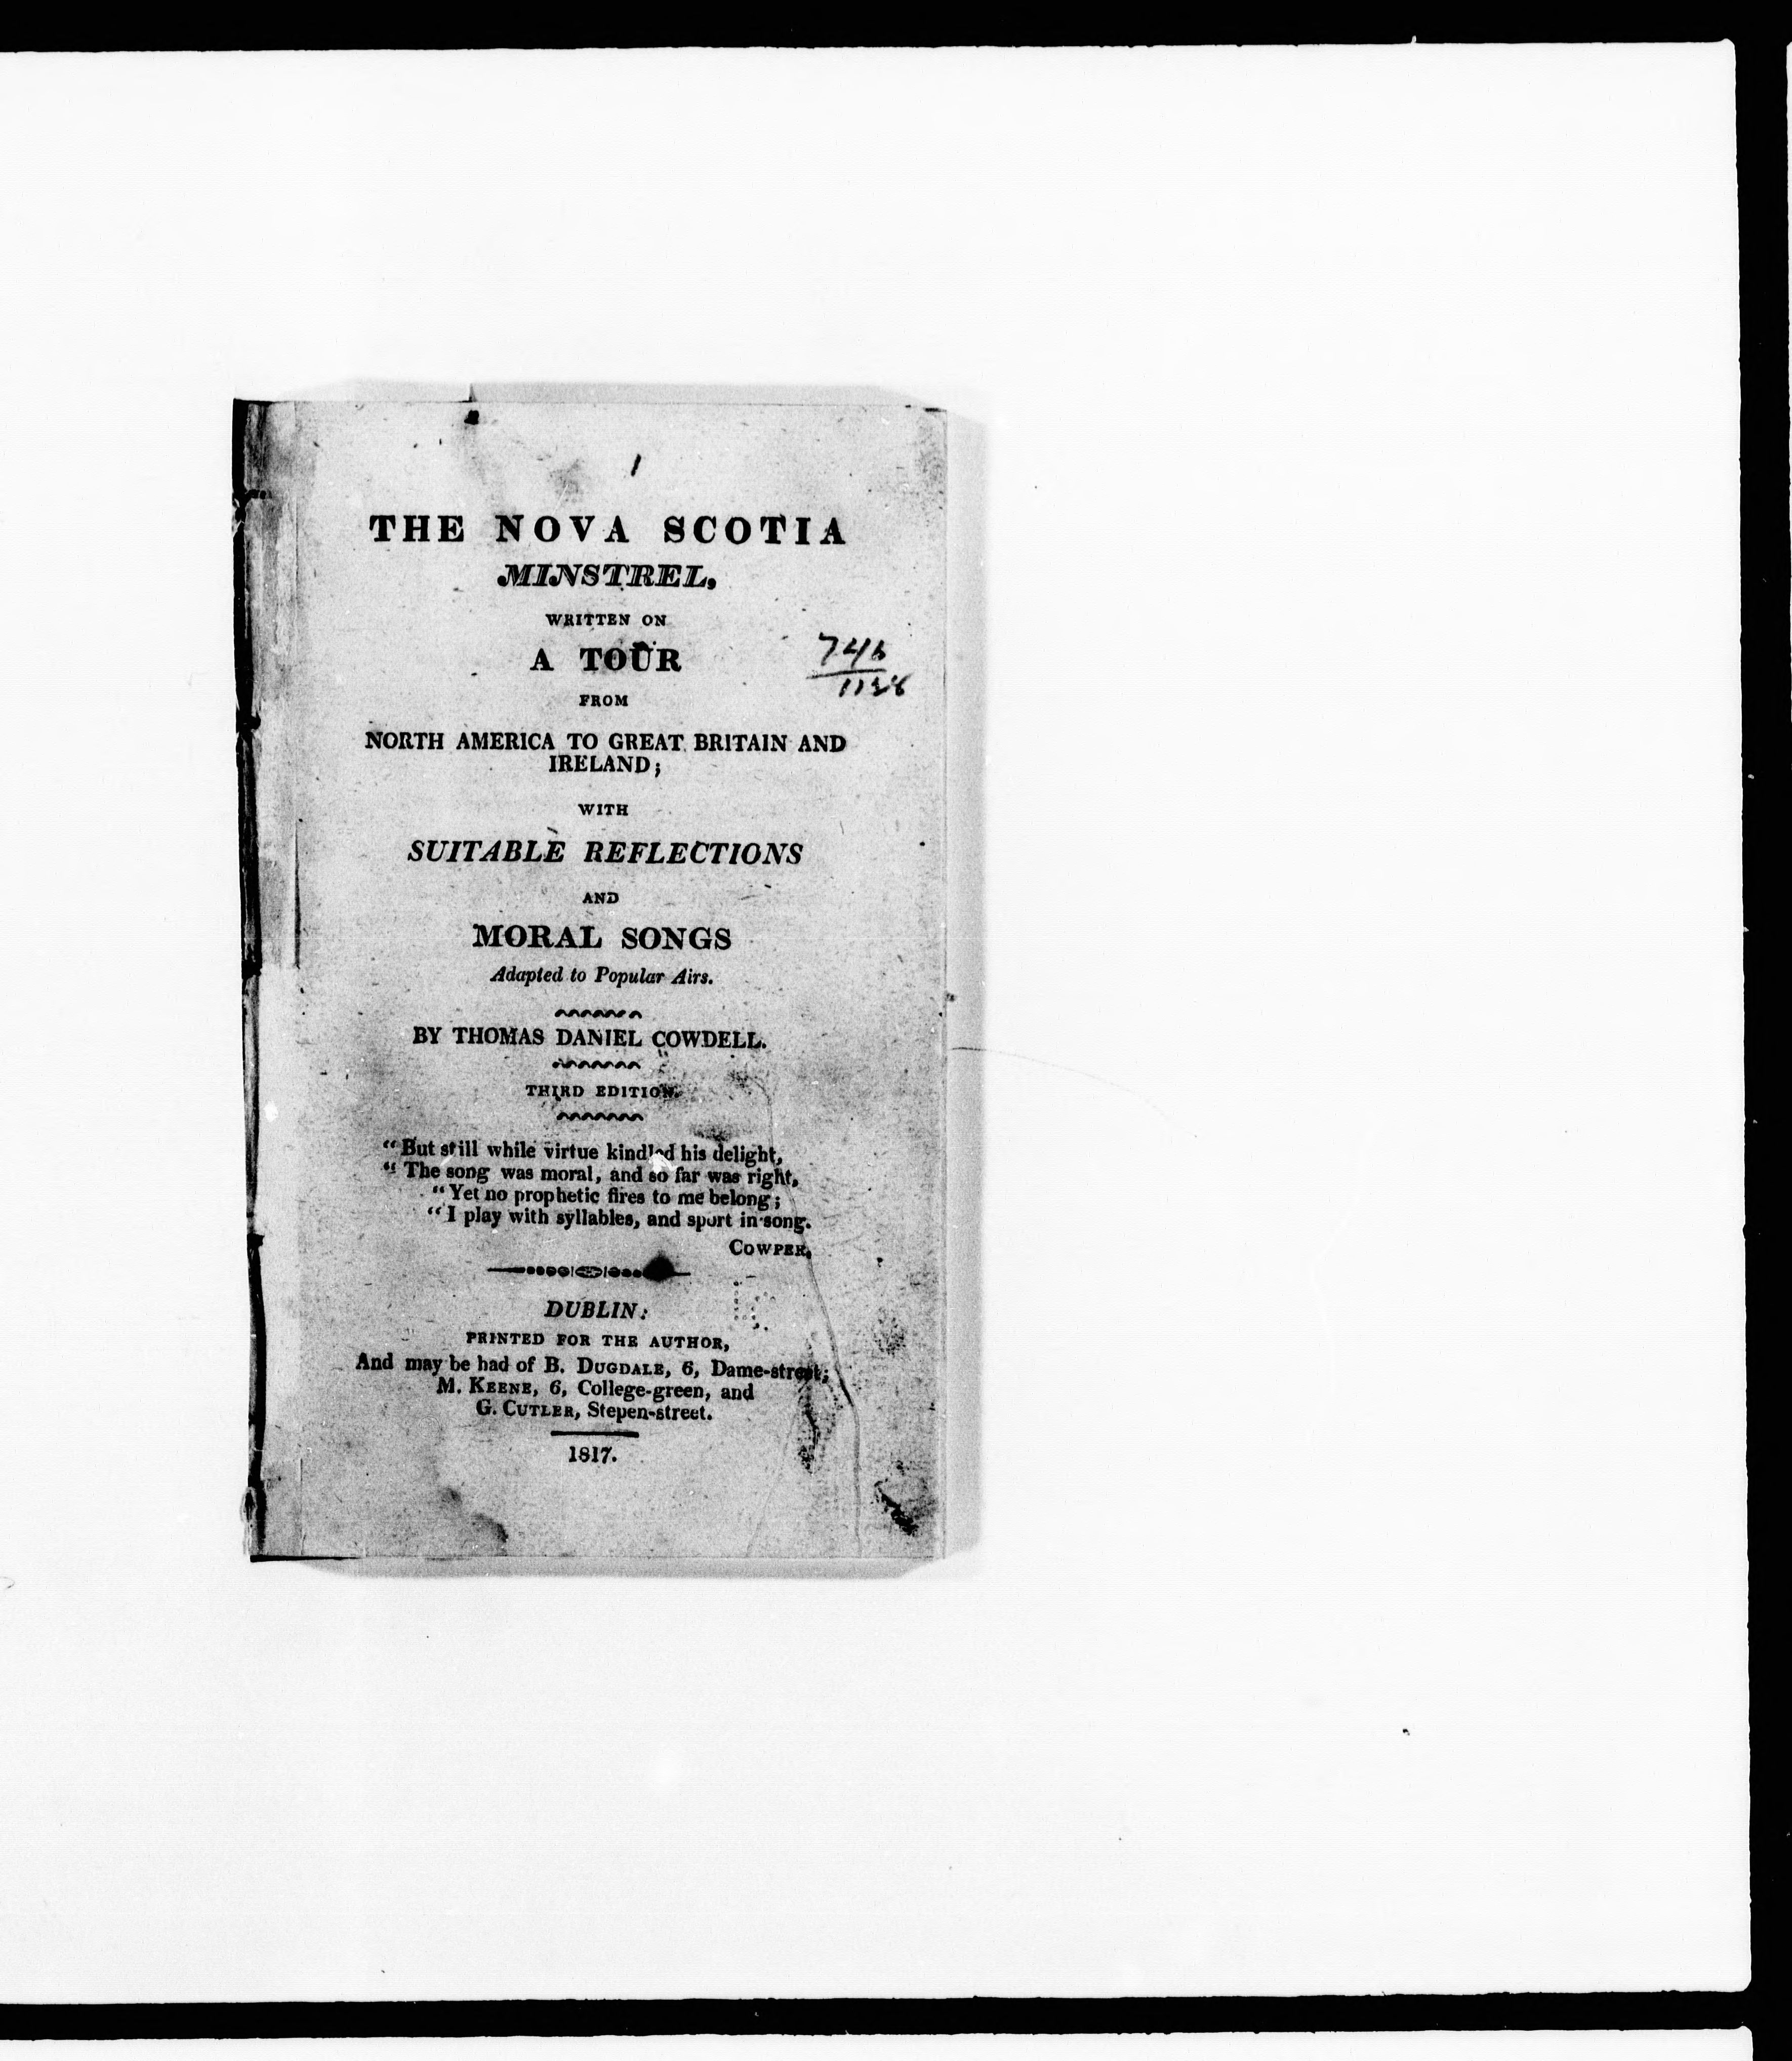 THE NOVA SCOTIA
MINSTREL,
WRITTEN ON
A TOUR
FROM
NORTH AMERICA TO GREAT BRITAIN AND
IRELAND;
WITH
SUITABLE REFLECTIONS
AND
MORAL SONGS
Adapted to Popular Airs.
BY THOMAS DANIEL COWDELL.
THIRD EDITION.
"But still while virtue kindled his delight,
"The song was moral, and so far was right,
"Yet no prophetic fires to me belong;
"I play with syllables, and sport in song.
COWPER.
DUBLIN:
PRINTED FOR THE AUTHOR,
And may be had of B. DUGDALE, 6, Dame-street;
M. KEENE, 6, College-green, and
G. CUTLER, Stepen-street.
1817.